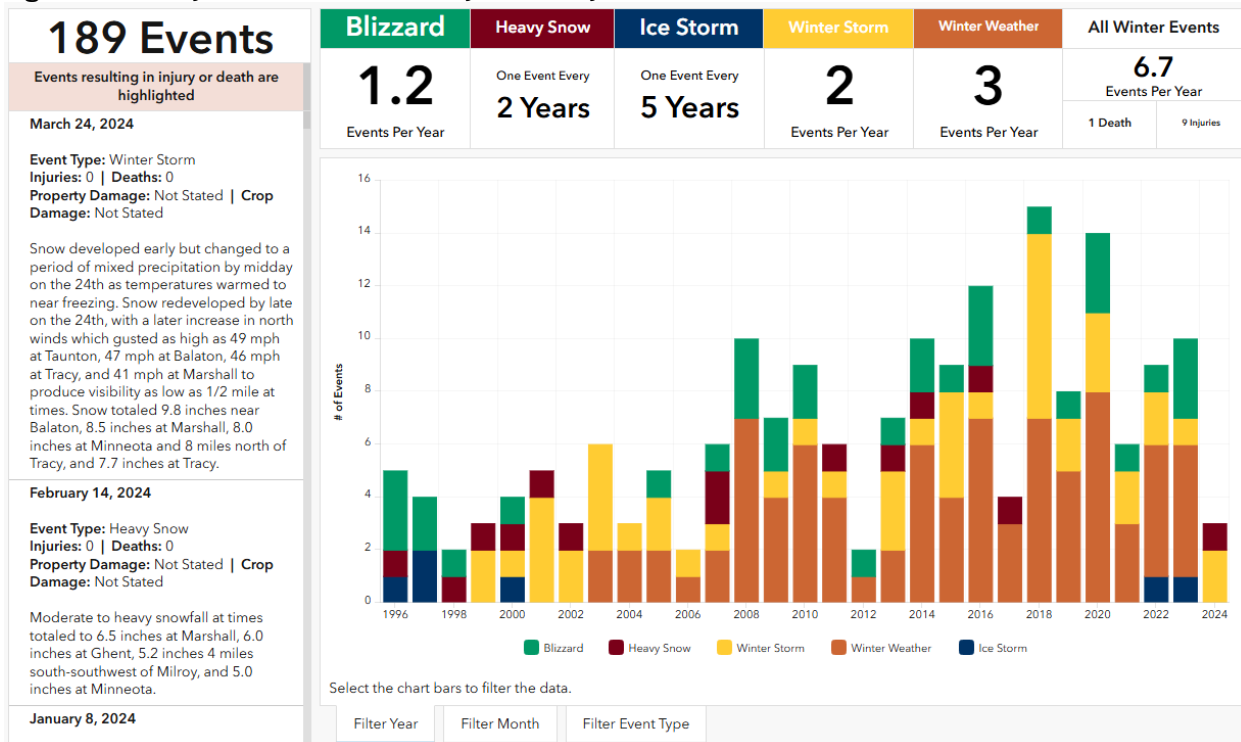 189 Events
Events resulting in injury or death are
highlighted
March 24, 2024
Event Type: Winter Storm
Injuries: 0 | Deaths: 0
Property Damage: Not Stated | Crop
Damage: Not Stated
Snow developed early but changed to a
period of mixed precipitation by midday
on the 24th as temperatures warmed to
near freezing. Snow redeveloped by late
on the 24th, with a later increase in north
winds which gusted as high as 49 mph
at Taunton, 47 mph at Balaton, 46 mph
at Tracy, and 41 mph at Marshall to
produce visibility as low as 1/2 mile at
times. Snow totaled 9.8 inches near
Balaton, 8.5 inches at Marshall, 8.0
inches at Minneota and 8 miles north of
Tracy, and 7.7 inches at Tracy.
February 14, 2024
Event Type: Heavy Snow
Injuries: 0 | Deaths: 0
Property Damage: Not Stated | Crop
Damage: Not Stated
Moderate to heavy snowfall at times
totaled to 6.5 inches at Marshall, 6.0
inches at Ghent, 5.2 inches 4 miles
south-southwest of Milroy, and 5.0
inches at Minneota.
January 8, 2024
Blizzard
1.2
Events Per Year
Heavy Snow
One Event Every
2 Years
Ice Storm
One Event Every
5 Years
Winter Storm
2
Events Per Year
Winter Weather
3
Events Per Year
All Winter Events
6.7
Events Per Year
1 Death
9 Injuries
# of Events
16
14
12
10
8
6
4
2
0
1996 1998 2000 2002 2004 2006 2008 2010 2012 2014 2016 2018 2020 2022 2024
Blizzard Heavy Snow Winter Storm Winter Weather Ice Storm
Select the chart bars to filter the data.
Filter Year Filter Month Filter Event Type